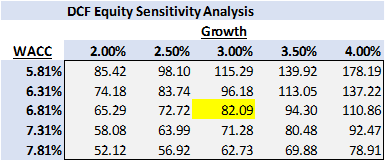 DCF Equity Sensitivity Analysis
Growth
WACC 2.00% 2.50% 3.00% 3.50% 4.00%
5.81% 85.42 98.10 115.29 139.92 178.19
6.31% 74.18 83.74 96.18 113.05 137.22
6.81% 65.29 72.72 82.09 94.30 110.86
7.31% 58.08 63.99 71.28 80.48 92.47
7.81% 52.12 56.92 62.73 69.88 78.91